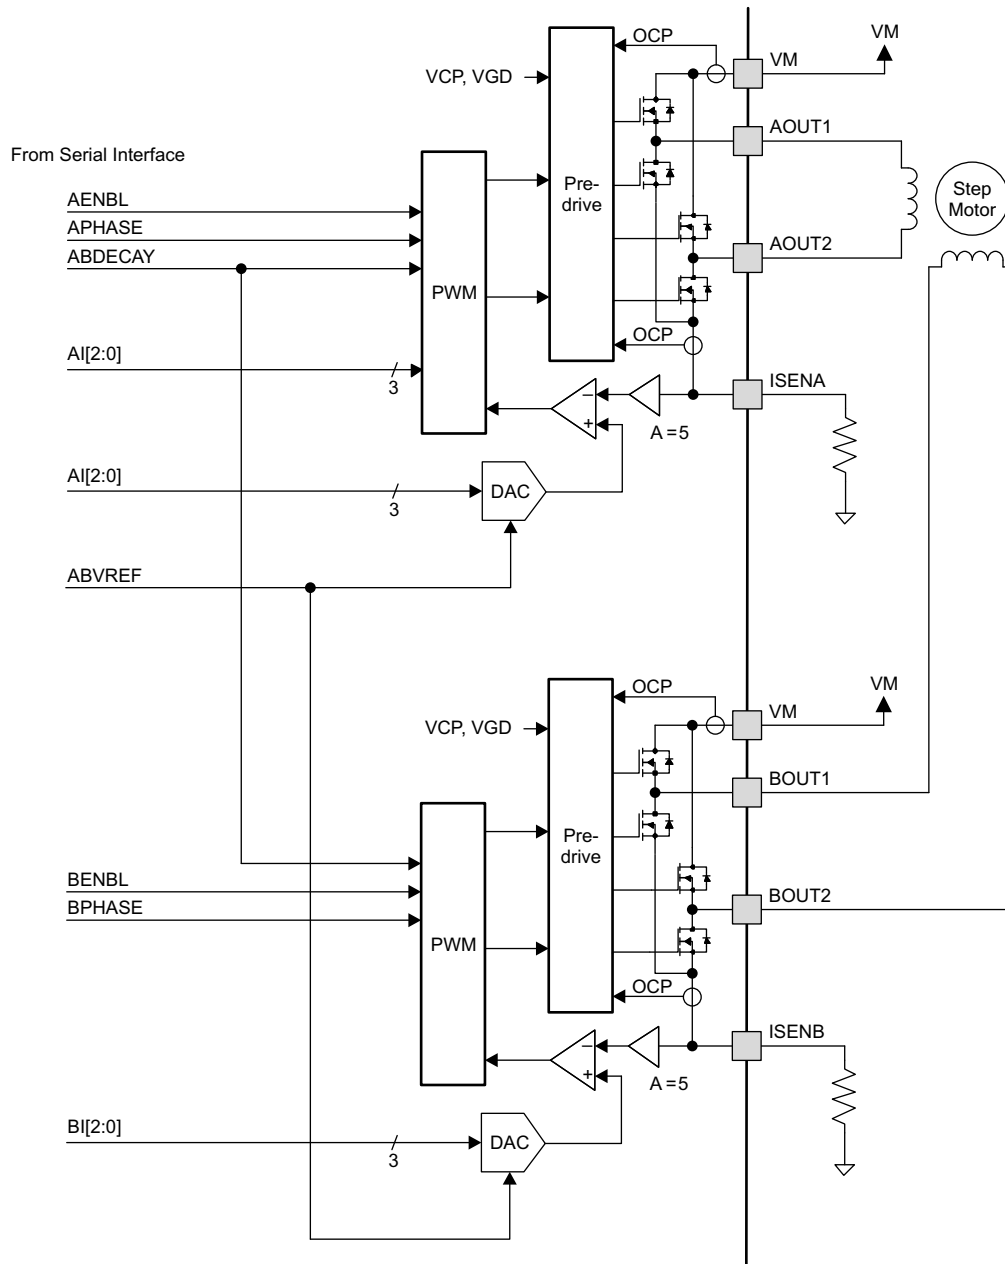 OCP
VM
VM
VCP, VGD
AOUT1
From Serial Interface
Pre-
drive
Step
Motor
AENBL
APHASE
ABDECAY
AOUT2
PWM
OCP
AI[2:0]
3
ISENA
–
+
A = 5
AI[2:0]
3
DAC
ABVREF
OCP
VM
VM
VCP, VGD
BOUT1
Pre-
drive
BENBL
BPHASE
BOUT2
PWM
OCP
ISENB
–
+
A = 5
BI[2:0]
3
DAC